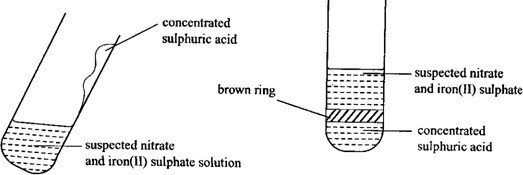 concentrated
sulphuric acid
suspected nitrate
and iron(II) sulphate solution
suspected nitrate
and iron(II) sulphate
brown ring
concentrated
sulphuric acid